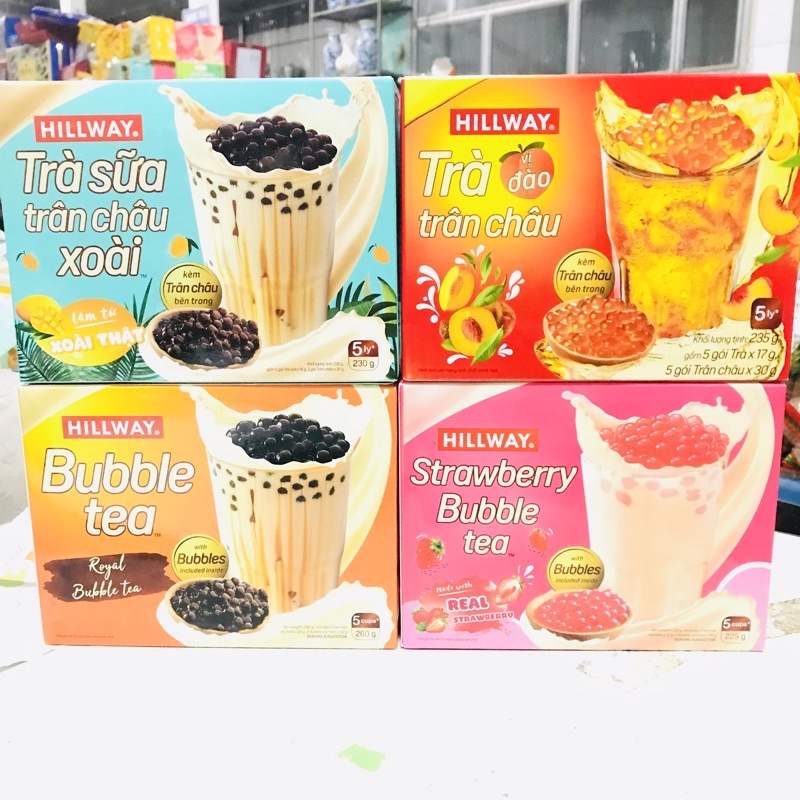 HILLWAY®
Trà sữa
trân châu
xoài™
kèm
Trân châu
bên trong
làm từ
XOÀI THẬT
5 ly*
230 g
HILLWAY®
Trà vị đào
trân châu
kèm
Trân châu
bên trong
5 ly*
Khối lượng tịnh: 235 g
gồm 5 gói Trà x 17 g,
5 gói Trân châu x 30 g
HILLWAY®
Bubble
tea™
Royal
Bubble tea
with
Bubbles
included inside
5 cups*
260 g
HILLWAY®
Strawberry
Bubble
tea™
with
Bubbles
included inside
Made with
REAL
STRAWBERRY
5 cups*
225 g